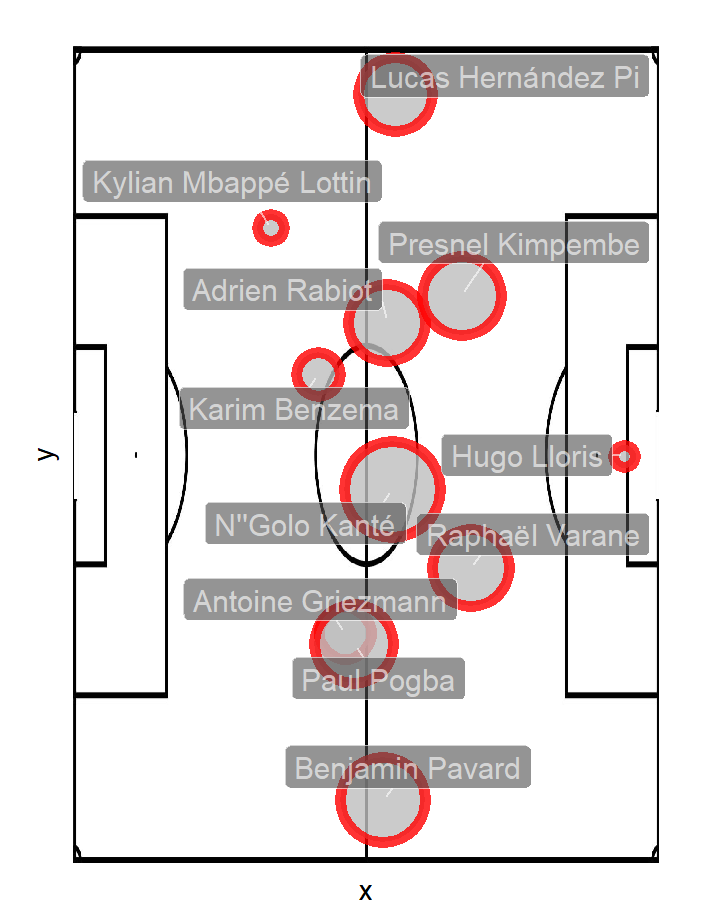 Lucas Hernández Pi
Kylian Mbappé Lottin
Presnel Kimpembe
Adrien Rabiot
Karim Benzema
y
Hugo Lloris
N"Golo Kanté
Raphaël Varane
Antoine Griezmann
Paul Pogba
Benjamin Pavard
x